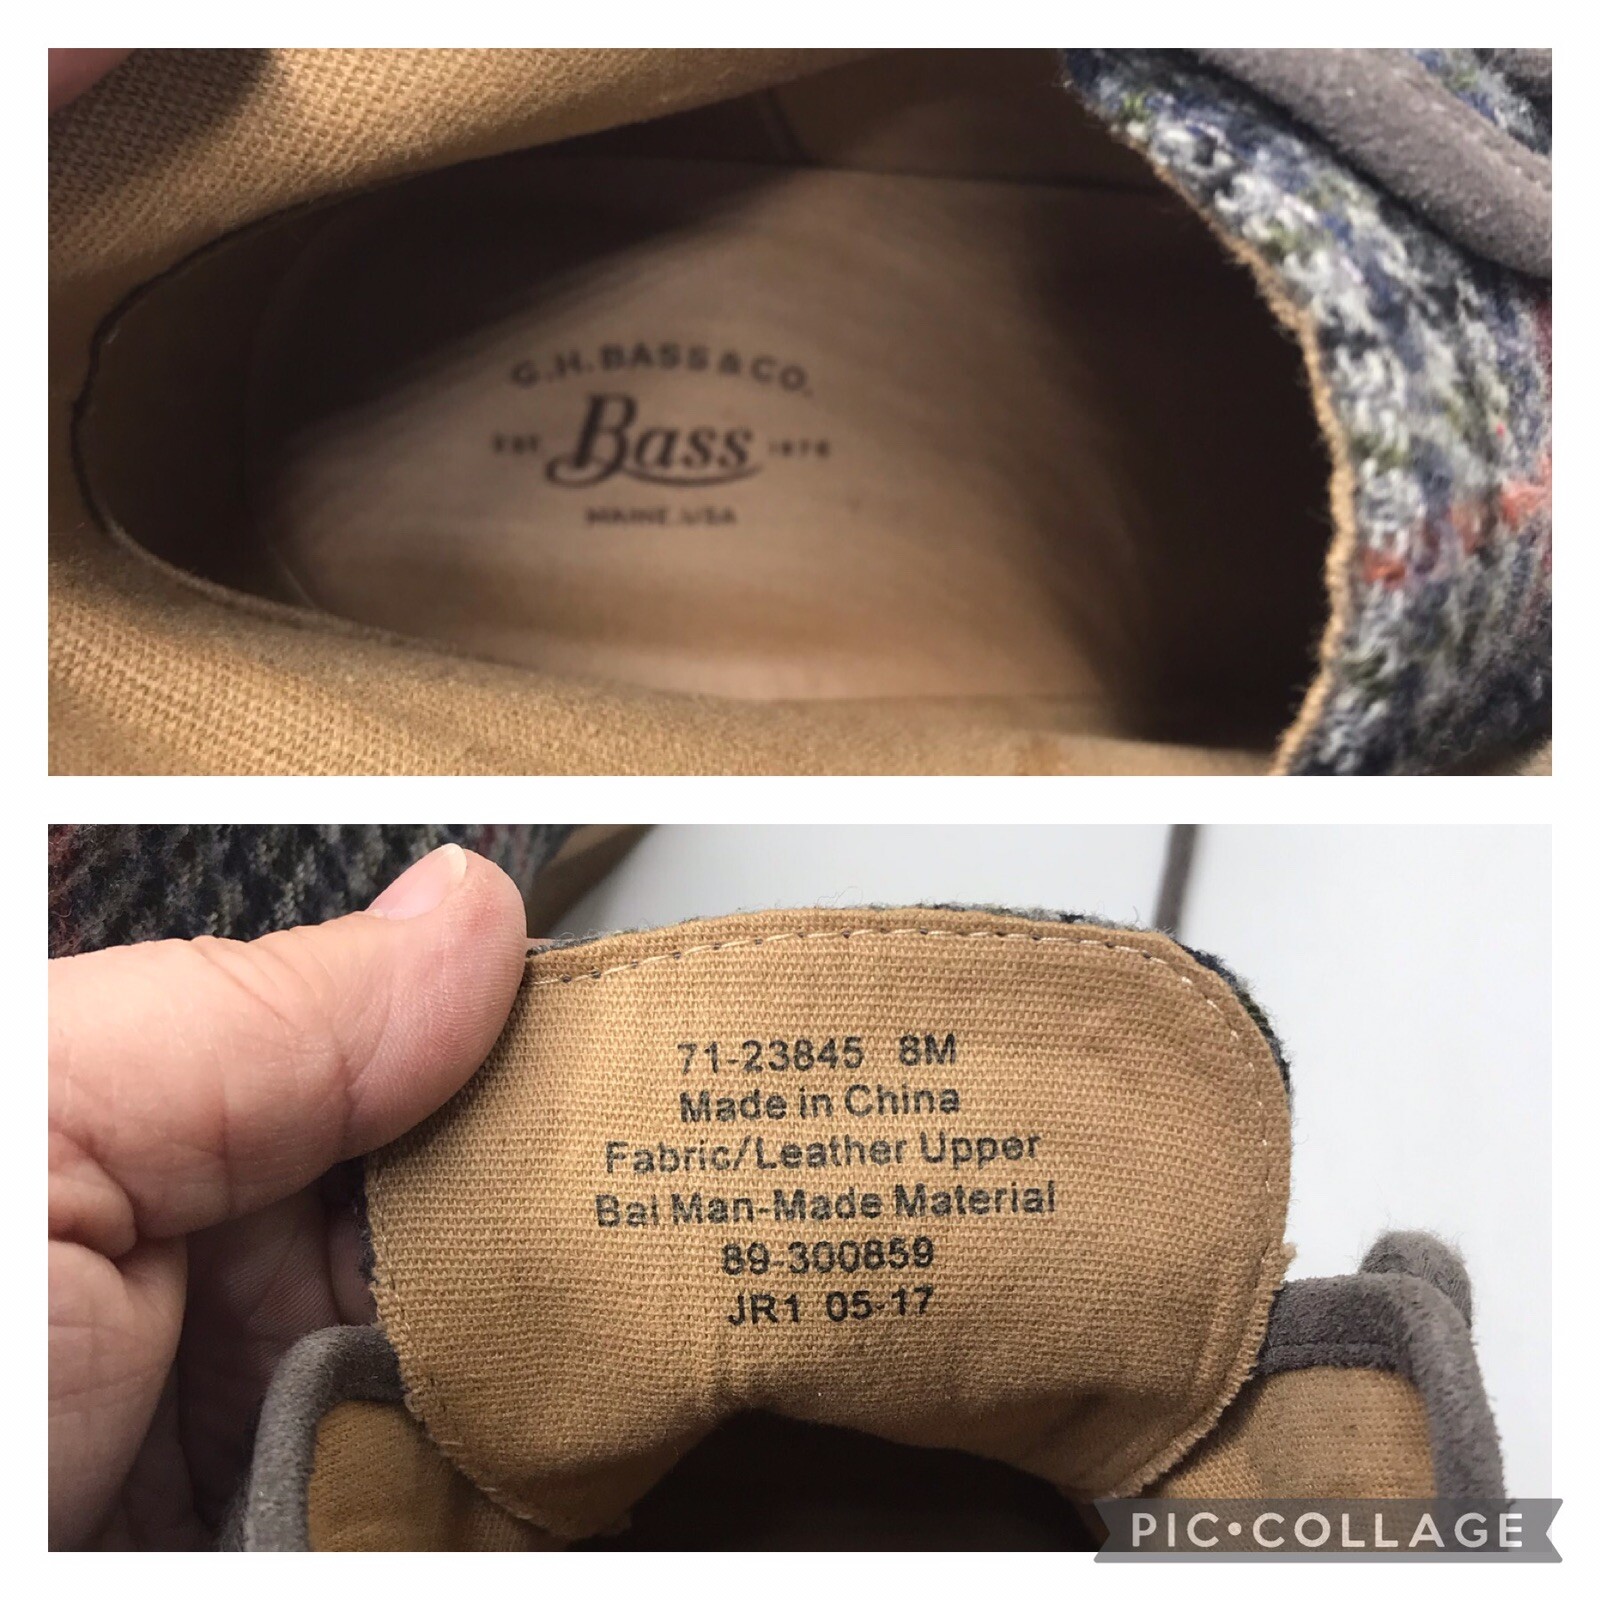 G.H.BASS & CO.
EST. Bass 1876
MAINE, USA
71-23845 8M
Made in China
Fabric/Leather Upper
Bal Man-Made Material
89-300859
JR1 05-17
PIC•COLLAGE